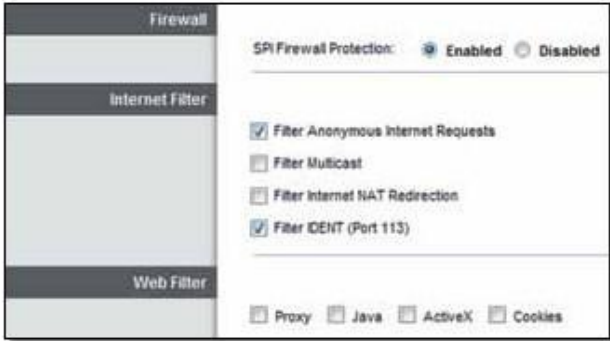 Firewall
SPI Firewall Protection: Enabled Disabled
Internet Filter
Filter Anonymous Internet Requests
Filter Multicast
Filter Internet NAT Redirection
Filter IDENT (Port 113)
Web Filter
Proxy Java ActiveX Cookies